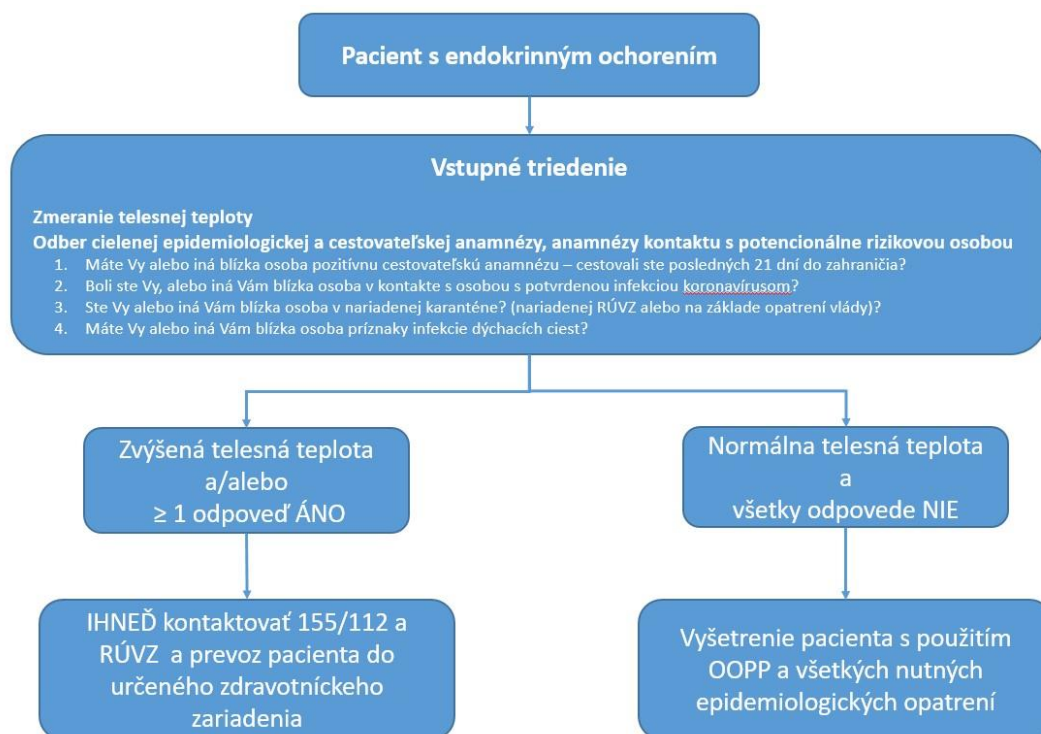 Pacient s endokrinným ochorením
Vstupné triedenie
Zmeranie telesnej teploty
Odber cielenej epidemiologickej a cestovateľskej anamnézy, anamnézy kontaktu s potencionálne rizikovou osobou
1. Máte Vy alebo iná blízka osoba pozitívnu cestovateľskú anamnézu – cestovali ste posledných 21 dní do zahraničia?
2. Boli ste Vy, alebo iná Vám blízka osoba v kontakte s osobou s potvrdenou infekciou koronavírusom?
3. Ste Vy alebo iná Vám blízka osoba v nariadenej karanténe? (nariadenej RÚVZ alebo na základe opatrení vlády)?
4. Máte Vy alebo iná Vám blízka osoba príznaky infekcie dýchacích ciest?
Zvýšená telesná teplota
a/alebo
≥ 1 odpoveď ÁNO
Normálna telesná teplota
a
všetky odpovede NIE
IHNEĎ kontaktovať 155/112 a
RÚVZ a prevoz pacienta do
určeného zdravotníckeho
zariadenia
Vyšetrenie pacienta s použitím
OOPP a všetkých nutných
epidemiologických opatrení